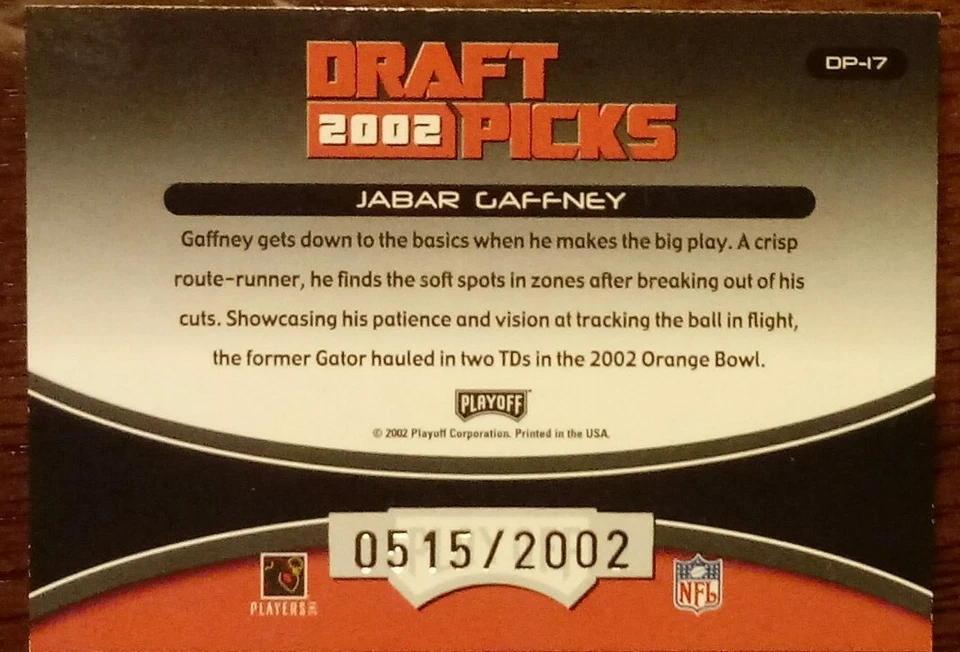 DP-17
DRAFT
2002 PICKS
JABAR GAFFNEY
Gaffney gets down to the basics when he makes the big play. A crisp
route-runner, he finds the soft spots in zones after breaking out of his
cuts. Showcasing his patience and vision at tracking the ball in flight,
the former Gator hauled in two TDs in the 2002 Orange Bowl.
PLAYOFF
© 2002 Playoff Corporation. Printed in the USA.
PLAYOFF
0515/2002
PLAYERS INC
NFL